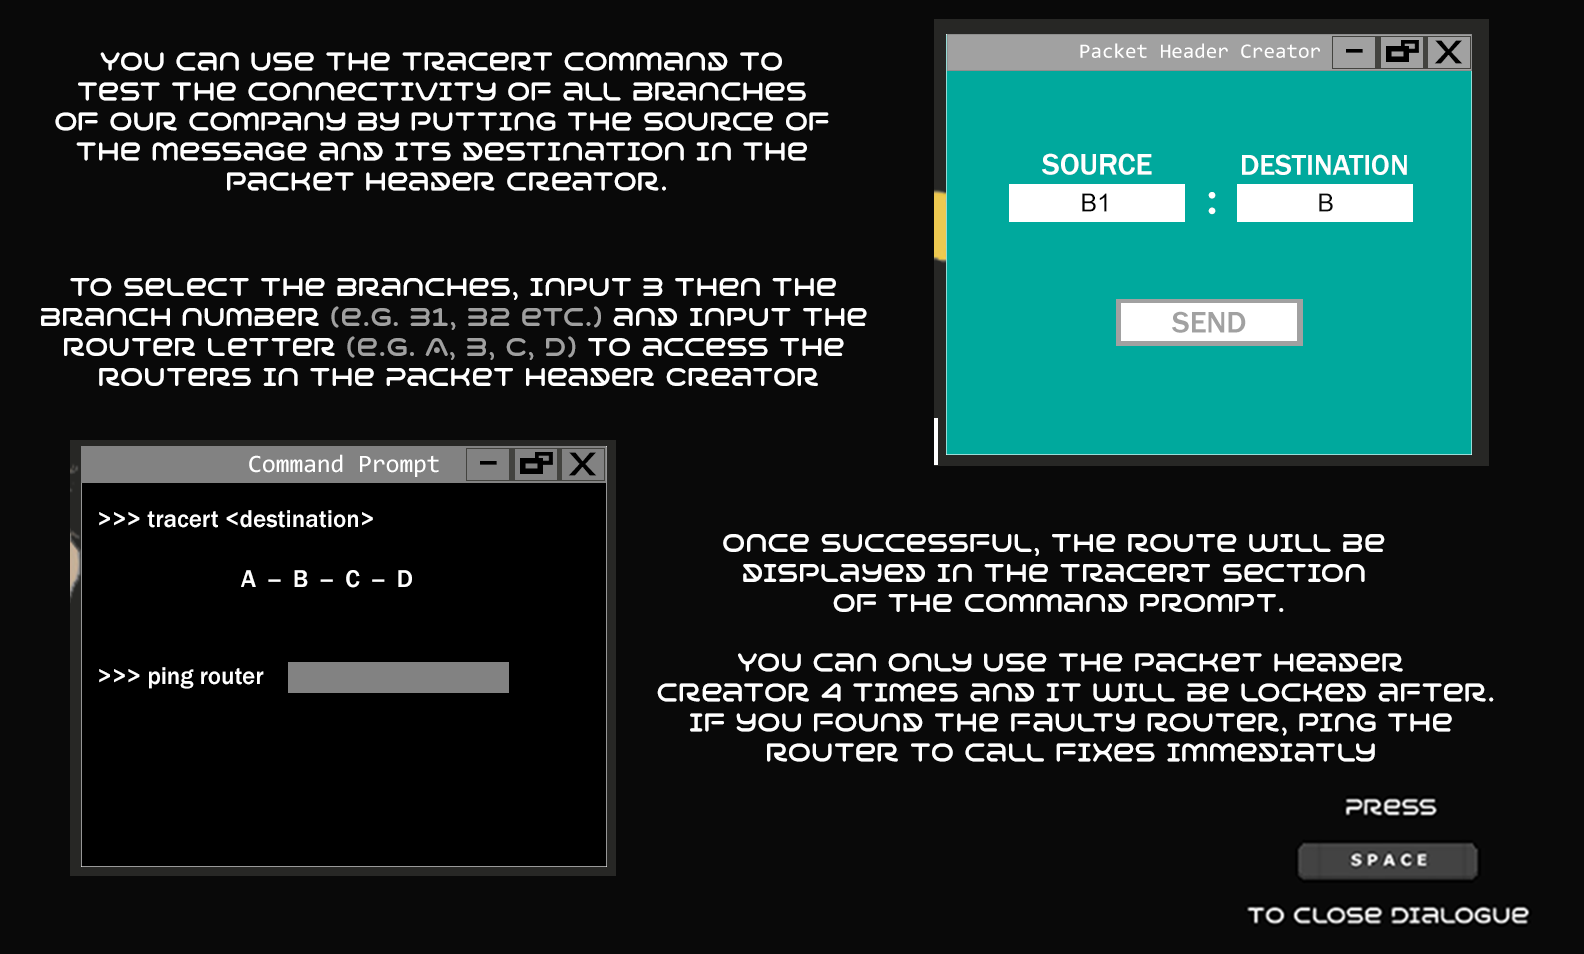 YOU CAN USE THE TRACERT COMMAND TO
TEST THE CONNECTIVITY OF ALL BRANCHES
OF OUR COMPANY BY PUTTING THE SOURCE OF
THE MESSAGE AND ITS DESTINATION IN THE
PACKET HEADER CREATOR.
Packet Header Creator
SOURCE
DESTINATION
B1 : B
SEND
TO SELECT THE BRANCHES, INPUT B THEN THE
BRANCH NUMBER (E.G. B1, B2 ETC.) AND INPUT THE
ROUTER LETTER (E.G. A, B, C, D) TO ACCESS THE
ROUTERS IN THE PACKET HEADER CREATOR
Command Prompt
>>> tracert <destination>
A – B – C – D
>>> ping router
ONCE SUCCESSFUL, THE ROUTE WILL BE
DISPLAYED IN THE TRACERT SECTION
OF THE COMMAND PROMPT.
YOU CAN ONLY USE THE PACKET HEADER
CREATOR 4 TIMES AND IT WILL BE LOCKED AFTER.
IF YOU FOUND THE FAULTY ROUTER, PING THE
ROUTER TO CALL FIXES IMMEDIATLY
PRESS
SPACE
TO CLOSE DIALOGUE